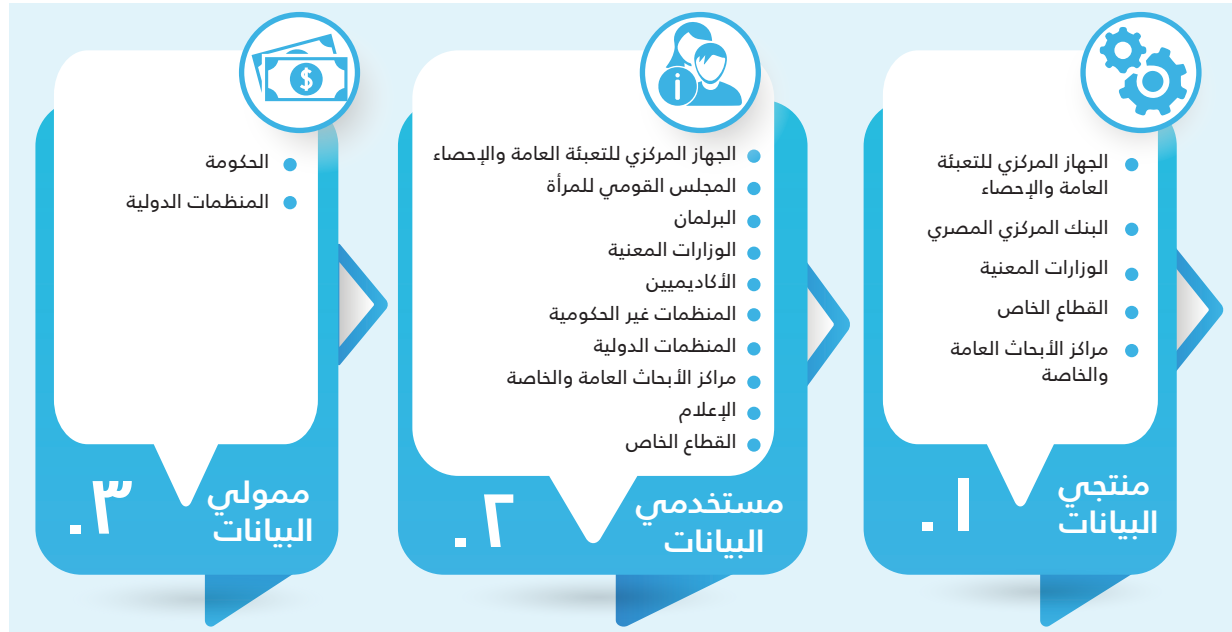 الجهاز المركزي للتعبئة
العامة والإحصاء
البنك المركزي المصري
الوزارات المعنية
القطاع الخاص
مراكز الأبحاث العامة
والخاصة
منتجي
البيانات
١.
الجهاز المركزي للتعبئة العامة والإحصاء
المجلس القومي للمرأة
البرلمان
الوزارات المعنية
الأكاديميين
المنظمات غير الحكومية
المنظمات الدولية
مراكز الأبحاث العامة والخاصة
الإعلام
القطاع الخاص
مستخدمي
البيانات
٢.
الحكومة
المنظمات الدولية
ممولي
البيانات
٣.